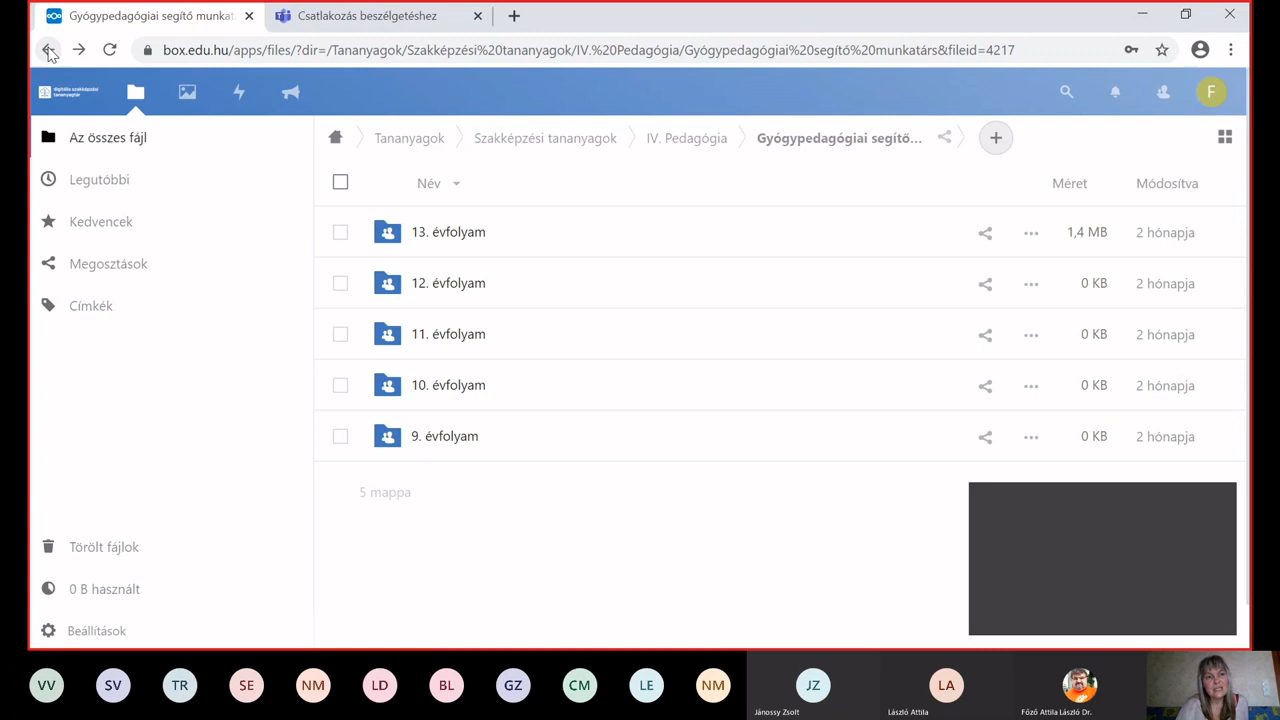 Gyógypedagógiai segítő munkat
Csatlakozás beszélgetéshez
box.edu.hu/apps/files/?dir=/Tananyagok/Szakképzési%20tananyagok/IV.%20Pedagógia/Gyógypedagógiai%20segítő%20munkatárs&fileid=4217
digitális szakképzési
tananyagtár
F
Az összes fájl
Tananyagok
Szakképzési tananyagok
IV. Pedagógia
Gyógypedagógiai segítő...
Legutóbbi
Név
Méret
Módosítva
Kedvencek
13. évfolyam
1,4 MB
2 hónapja
Megosztások
12. évfolyam
0 KB
2 hónapja
Címkék
11. évfolyam
0 KB
2 hónapja
10. évfolyam
0 KB
2 hónapja
9. évfolyam
0 KB
2 hónapja
5 mappa
Törölt fájlok
0 B használt
Beállítások
VV
SV
TR
SE
NM
LD
BL
GZ
CM
LE
NM
JZ
LA
Jánossy Zsolt
László Attila
Főző Attila László Dr.